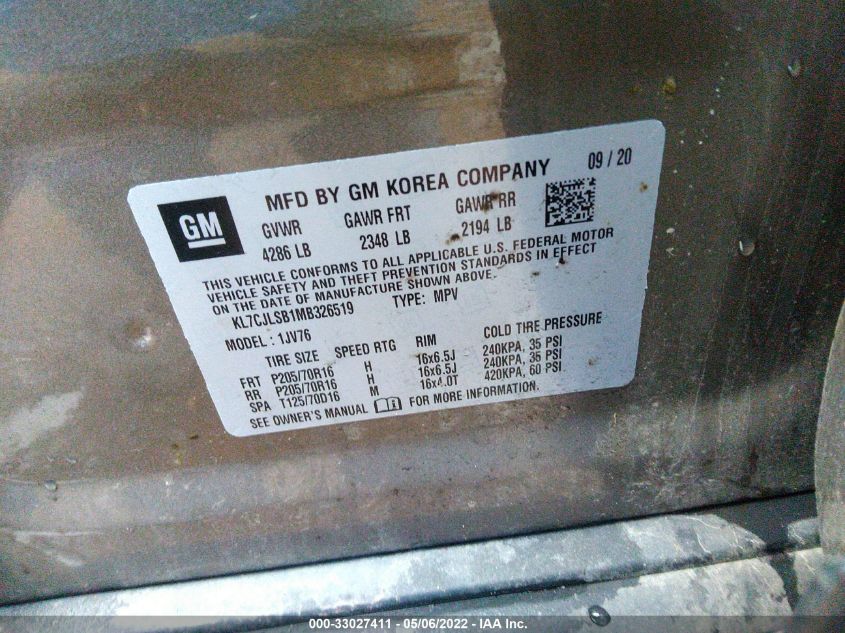 GM
MFD BY GM KOREA COMPANY 09 / 20
GVWR GAWR FRT GAWR RR
4286 LB 2348 LB 2194 LB
THIS VEHICLE CONFORMS TO ALL APPLICABLE U.S. FEDERAL MOTOR
VEHICLE SAFETY AND THEFT PREVENTION STANDARDS IN EFFECT
ON THE DATE OF MANUFACTURE SHOWN ABOVE.
KL7CJLSB1MB326519 TYPE: MPV
MODEL : 1JV76
TIRE SIZE SPEED RTG RIM COLD TIRE PRESSURE
FRT P205/70R16 H 16x6.5J 240KPA, 35 PSI
RR P205/70R16 H 16x6.5J 240KPA, 35 PSI
SPA T125/70D16 M 16x4.0T 420KPA, 60 PSI
SEE OWNER'S MANUAL FOR MORE INFORMATION.
000-33027411 - 05/06/2022 - IAA Inc.